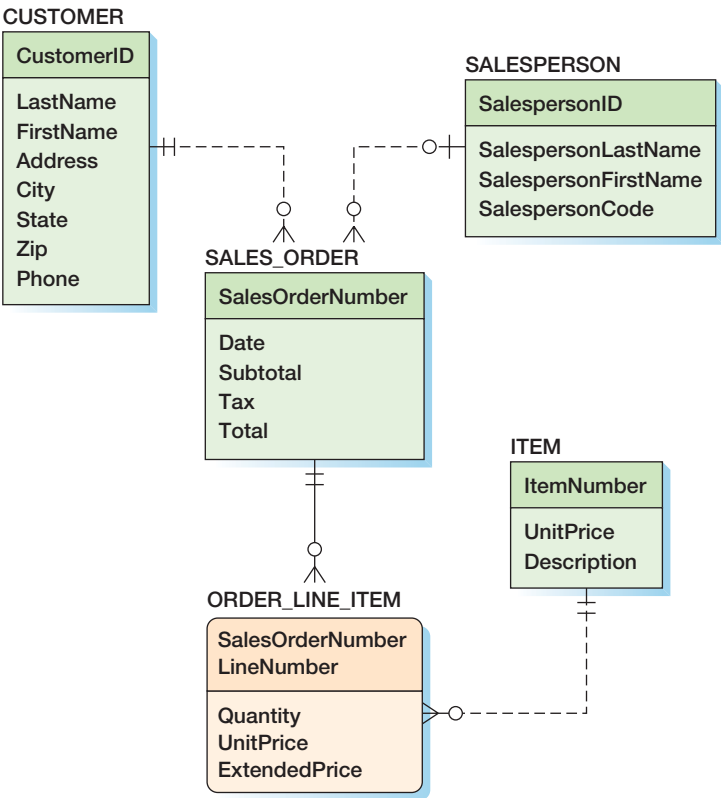 CUSTOMER
CustomerID
LastName
FirstName
Address
City
State
Zip
Phone
SALESPERSON
SalespersonID
SalespersonLastName
SalespersonFirstName
SalespersonCode
SALES_ORDER
SalesOrderNumber
Date
Subtotal
Tax
Total
ITEM
ItemNumber
UnitPrice
Description
ORDER_LINE_ITEM
SalesOrderNumber
LineNumber
Quantity
UnitPrice
ExtendedPrice